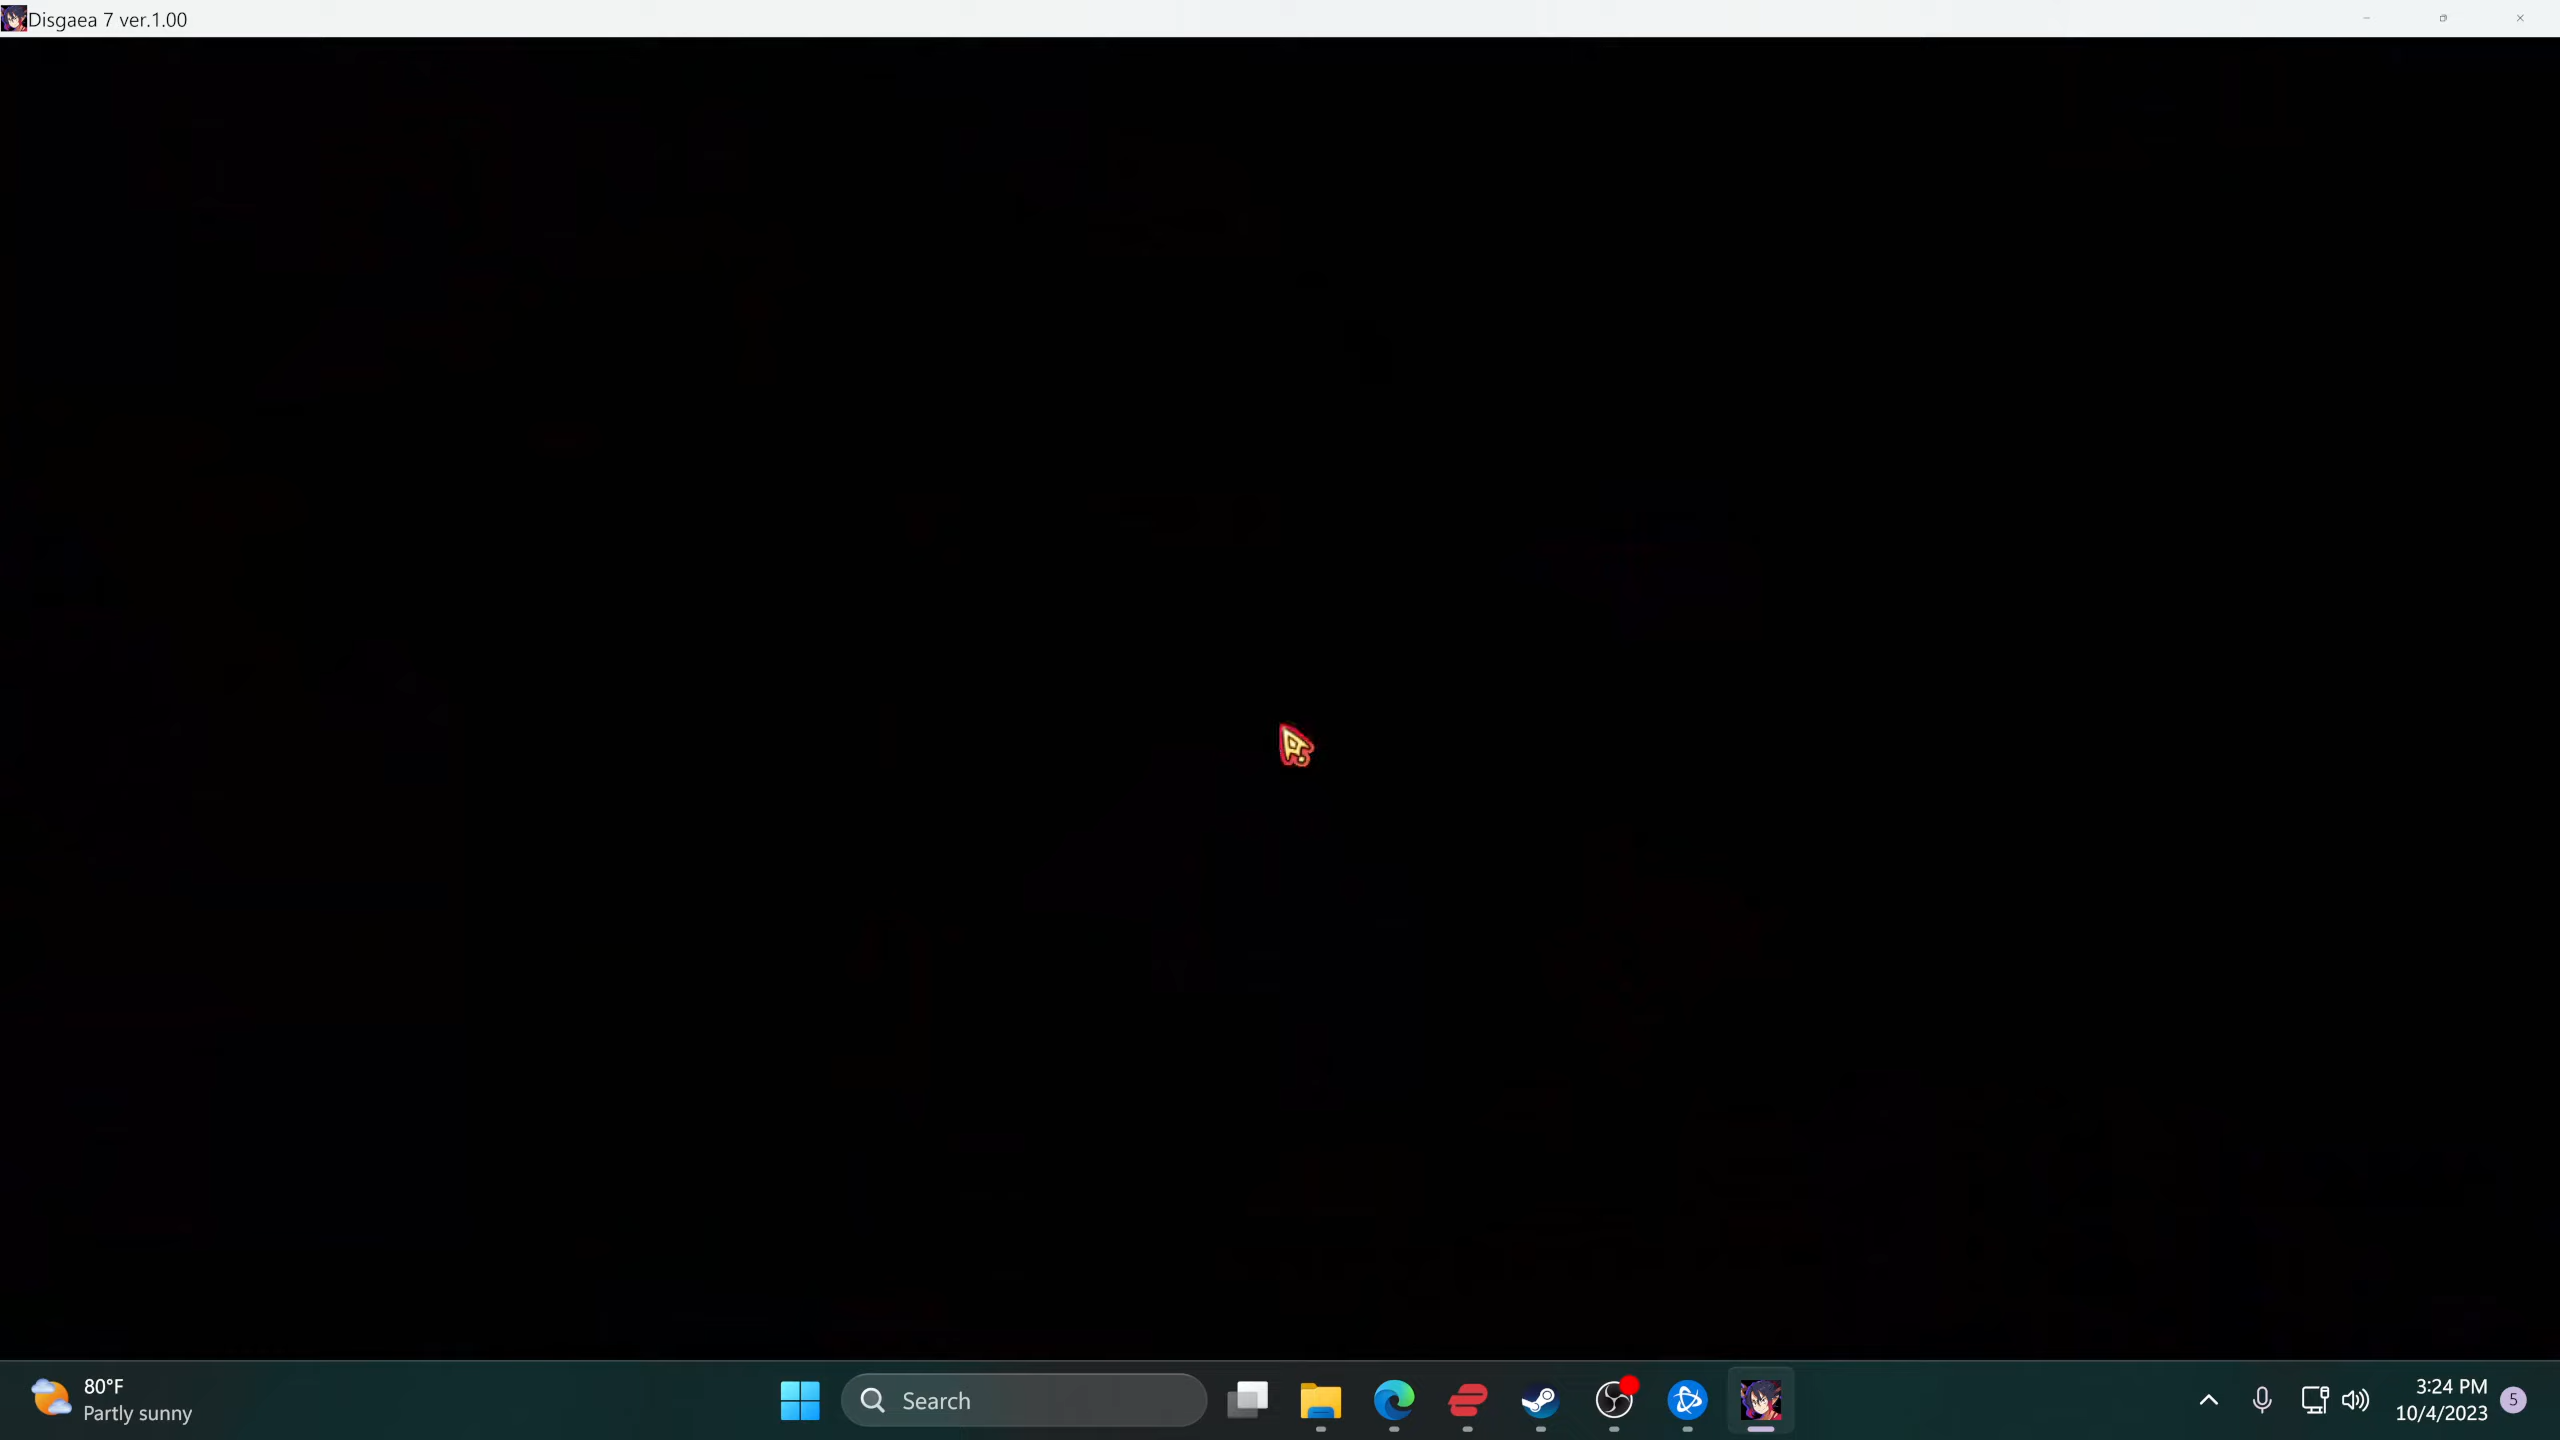 Disgaea 7 ver.1.00
80°F
Partly sunny
Search
3:24 PM
10/4/2023
5